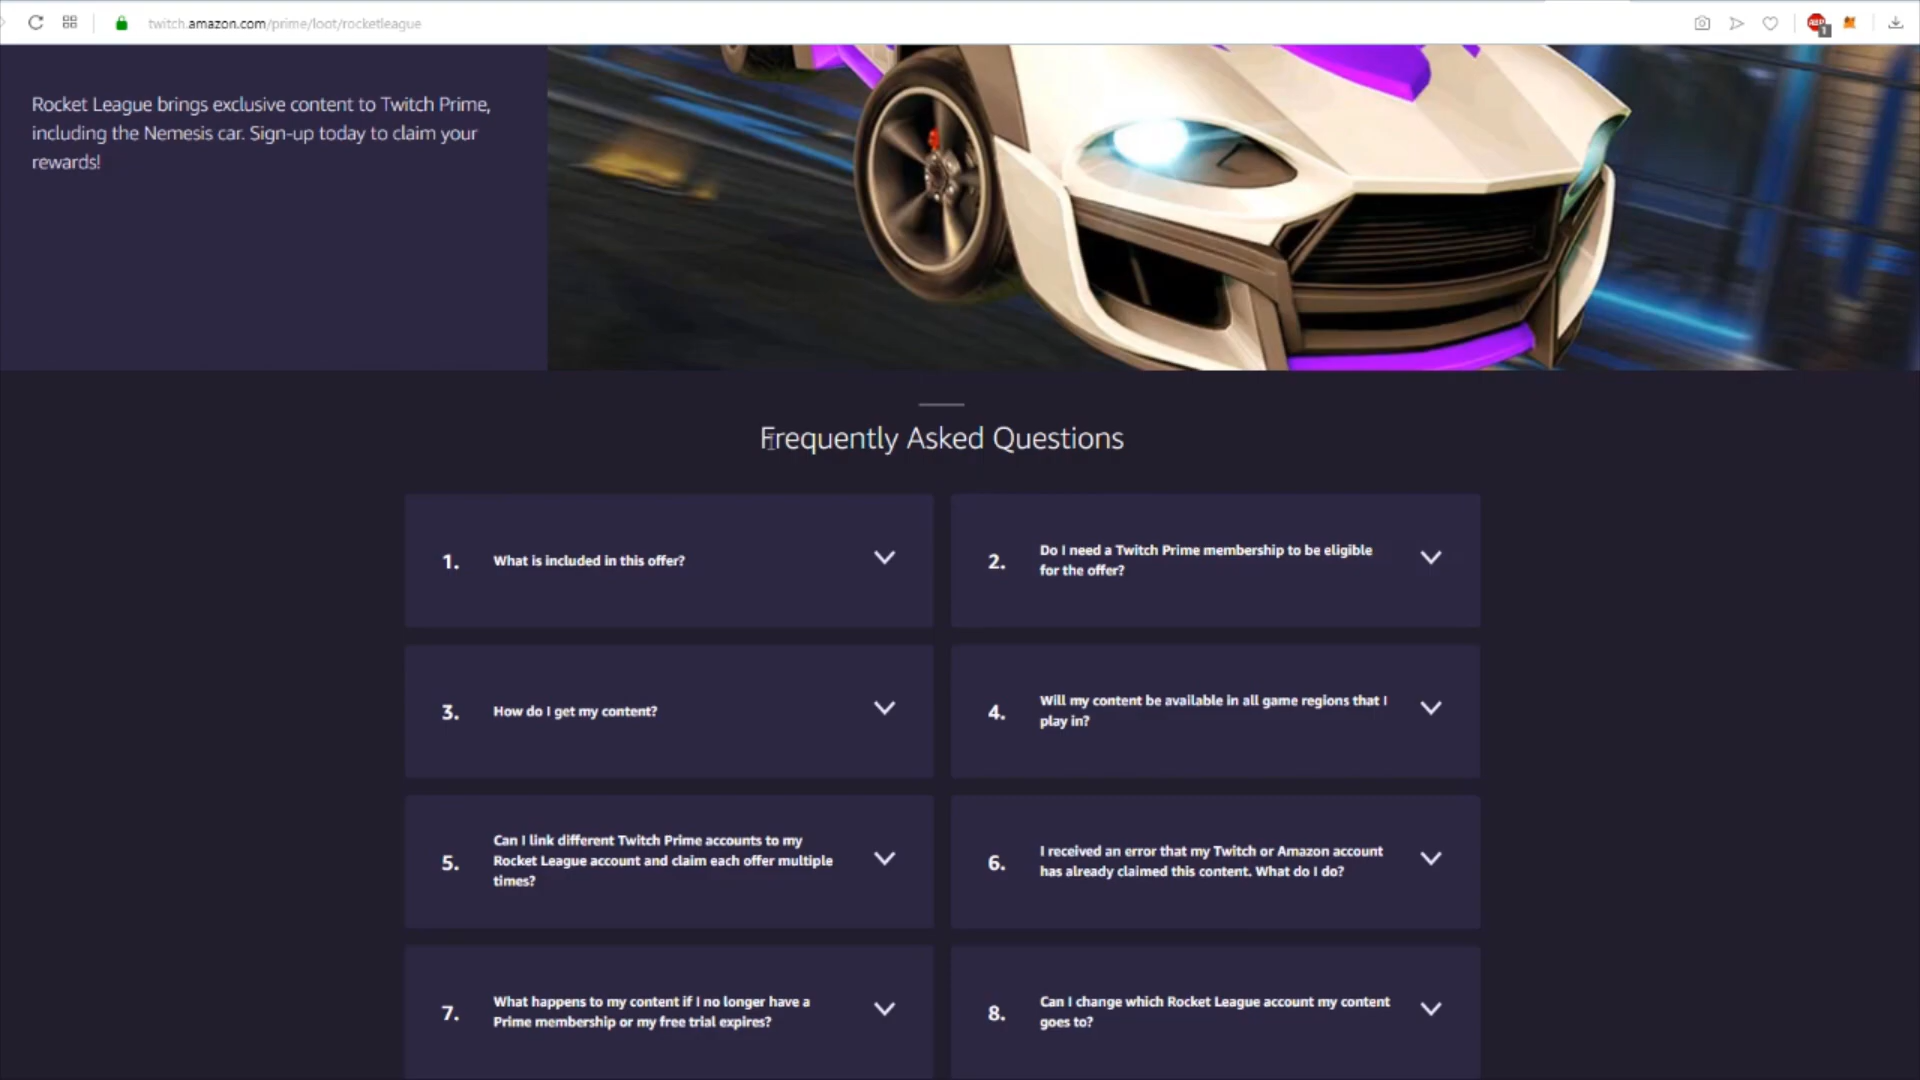 twitch.amazon.com/prime/loot/rocketleague
ABP
1
Rocket League brings exclusive content to Twitch Prime,
including the Nemesis car. Sign-up today to claim your
rewards!
Frequently Asked Questions
1.
What is included in this offer?
2.
Do I need a Twitch Prime membership to be eligible
for the offer?
3.
How do I get my content?
4.
Will my content be available in all game regions that I
play in?
5.
Can I link different Twitch Prime accounts to my
Rocket League account and claim each offer multiple
times?
6.
I received an error that my Twitch or Amazon account
has already claimed this content. What do I do?
7.
What happens to my content if I no longer have a
Prime membership or my free trial expires?
8.
Can I change which Rocket League account my content
goes to?